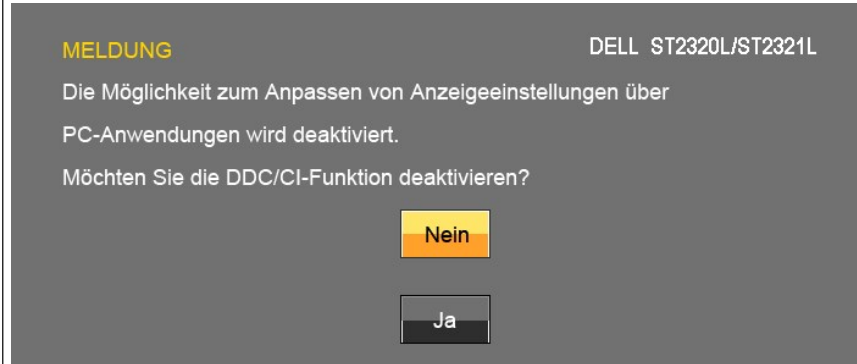 MELDUNG
DELL ST2320L/ST2321L
Die Möglichkeit zum Anpassen von Anzeigeeinstellungen über
PC-Anwendungen wird deaktiviert.
Möchten Sie die DDC/CI-Funktion deaktivieren?
Nein
Ja